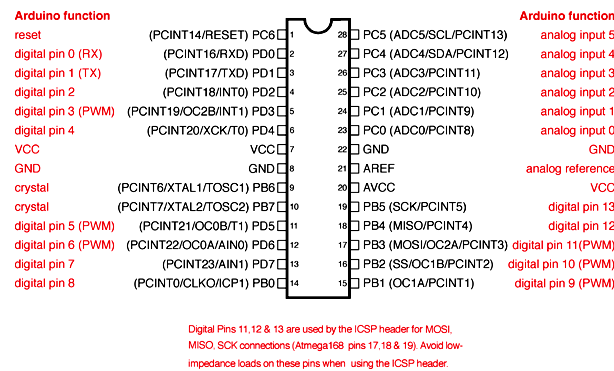 Arduino function Arduino function
reset (PCINT14/RESET) PC6 1 28 PC5 (ADC5/SCL/PCINT13) analog input 5
digital pin 0 (RX) (PCINT16/RXD) PD0 2 27 PC4 (ADC4/SDA/PCINT12) analog input 4
digital pin 1 (TX) (PCINT17/TXD) PD1 3 26 PC3 (ADC3/PCINT11) analog input 3
digital pin 2 (PCINT18/INT0) PD2 4 25 PC2 (ADC2/PCINT10) analog input 2
digital pin 3 (PWM) (PCINT19/OC2B/INT1) PD3 5 24 PC1 (ADC1/PCINT9) analog input 1
digital pin 4 (PCINT20/XCK/T0) PD4 6 23 PC0 (ADC0/PCINT8) analog input 0
VCC VCC 7 22 GND GND
GND GND 8 21 AREF analog reference
crystal (PCINT6/XTAL1/TOSC1) PB6 9 20 AVCC VCC
crystal (PCINT7/XTAL2/TOSC2) PB7 10 19 PB5 (SCK/PCINT5) digital pin 13
digital pin 5 (PWM) (PCINT21/OC0B/T1) PD5 11 18 PB4 (MISO/PCINT4) digital pin 12
digital pin 6 (PWM) (PCINT22/OC0A/AIN0) PD6 12 17 PB3 (MOSI/OC2A/PCINT3) digital pin 11(PWM)
digital pin 7 (PCINT23/AIN1) PD7 13 16 PB2 (SS/OC1B/PCINT2) digital pin 10 (PWM)
digital pin 8 (PCINT0/CLKO/ICP1) PB0 14 15 PB1 (OC1A/PCINT1) digital pin 9 (PWM)
Digital Pins 11,12 & 13 are used by the ICSP header for MOSI,
MISO, SCK connections (Atmega168 pins 17,18 & 19). Avoid low-
impedance loads on these pins when using the ICSP header.